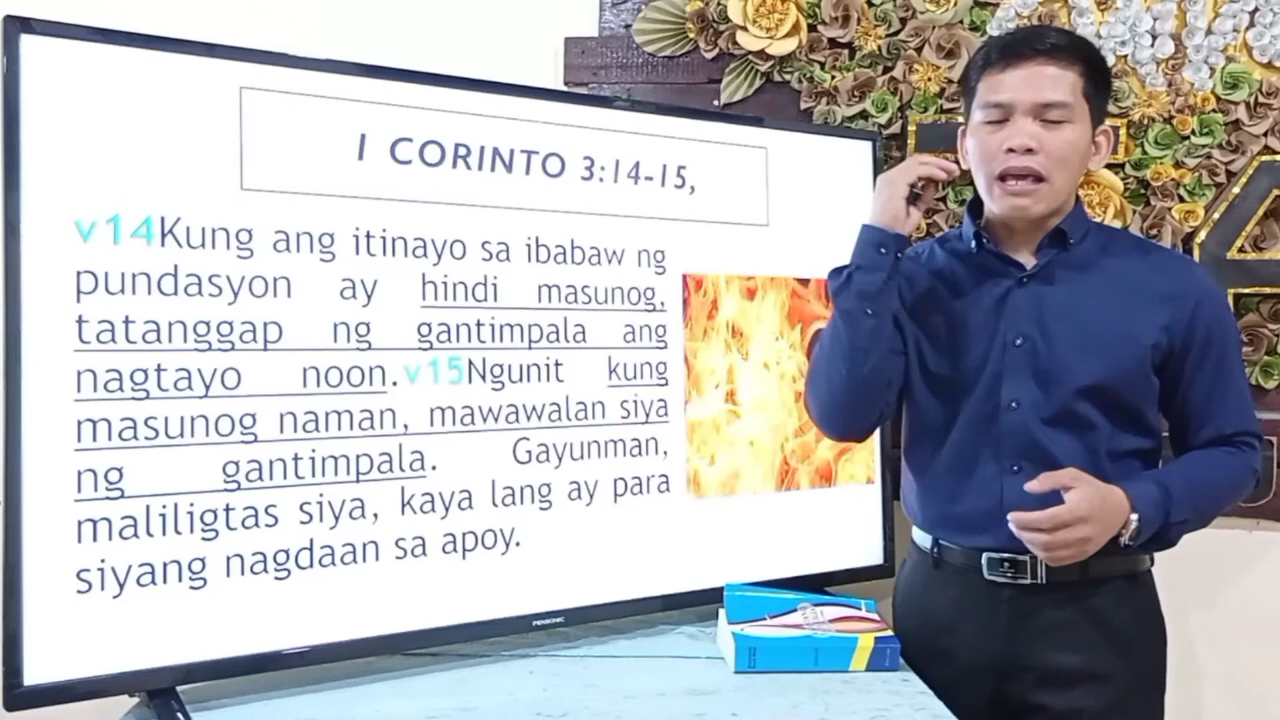 I CORINTO 3:14-15,
v14Kung ang itinayo sa ibabaw ng
pundasyon ay hindi masunog,
tatanggap ng gantimpala ang
nagtayo noon.v15Ngunit kung
masunog naman, mawawalan siya
ng gantimpala. Gayunman,
maliligtas siya, kaya lang ay para
siyang nagdaan sa apoy.
PENSONIC